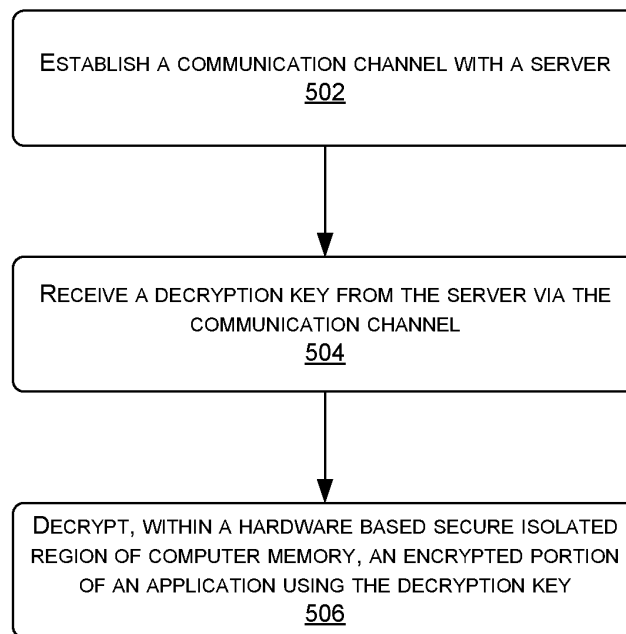 ESTABLISH A COMMUNICATION CHANNEL WITH A SERVER
502
RECEIVE A DECRYPTION KEY FROM THE SERVER VIA THE
COMMUNICATION CHANNEL
504
DECRYPT, WITHIN A HARDWARE BASED SECURE ISOLATED
REGION OF COMPUTER MEMORY, AN ENCRYPTED PORTION
OF AN APPLICATION USING THE DECRYPTION KEY
506